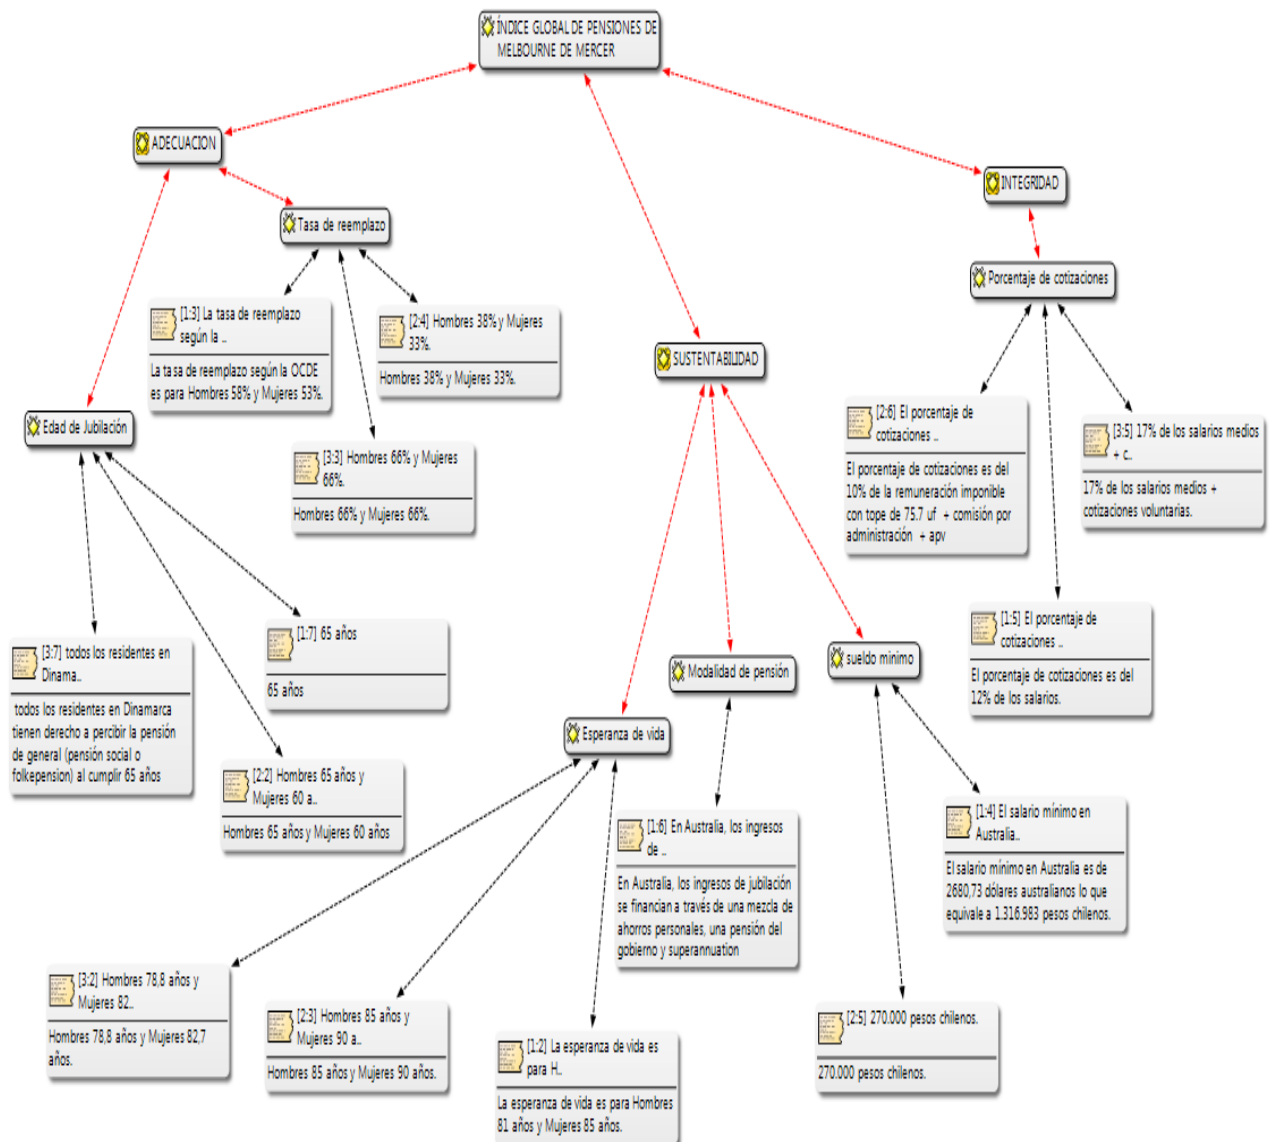 ÍNDICE GLOBAL DE PENSIONES DE
MELBOURNE DE MERCER
ADECUACION
INTEGRIDAD
Tasa de reemplazo
Porcentaje de cotizaciones
[1:3] La tasa de reemplazo
según la ..
La tasa de reemplazo según la OCDE
es para Hombres 58% y Mujeres 53%.
[2:4] Hombres 38% y Mujeres
33%.
Hombres 38% y Mujeres 33%.
SUSTENTABILIDAD
Edad de Jubilación
[3:3] Hombres 66% y Mujeres
66%.
Hombres 66% y Mujeres 66%.
[2:6] El porcentaje de
cotizaciones ..
El porcentaje de cotizaciones es del
10% de la remuneración imponible
con tope de 75.7 uf + comisión por
administración + apv
[3:5] 17% de los salarios medios
+ c..
17% de los salarios medios +
cotizaciones voluntarias.
[1:5] El porcentaje de
cotizaciones ..
El porcentaje de cotizaciones es del
12% de los salarios.
[3:7] todos los residentes en
Dinama..
todos los residentes en Dinamarca
tienen derecho a percibir la pensión
de general (pensión social o
folkepension) al cumplir 65 años
[1:7] 65 años
65 años
[2:2] Hombres 65 años y
Mujeres 60 a..
Hombres 65 años y Mujeres 60 años
Modalidad de pensión
sueldo minimo
Esperanza de vida
[1:6] En Australia, los ingresos
de ..
En Australia, los ingresos de jubilación
se financian a través de una mezcla de
ahorros personales, una pensión del
gobierno y superannuation
[1:4] El salario mínimo en
Australia..
El salario mínimo en Australia es de
2680,73 dólares australianos lo que
equivale a 1.316.983 pesos chilenos.
[3:2] Hombres 78,8 años y
Mujeres 82..
Hombres 78,8 años y Mujeres 82,7
años.
[2:3] Hombres 85 años y
Mujeres 90 a..
Hombres 85 años y Mujeres 90 años.
[1:2] La esperanza de vida es
para H..
La esperanza de vida es para Hombres
81 años y Mujeres 85 años.
[2:5] 270.000 pesos chilenos.
270.000 pesos chilenos.